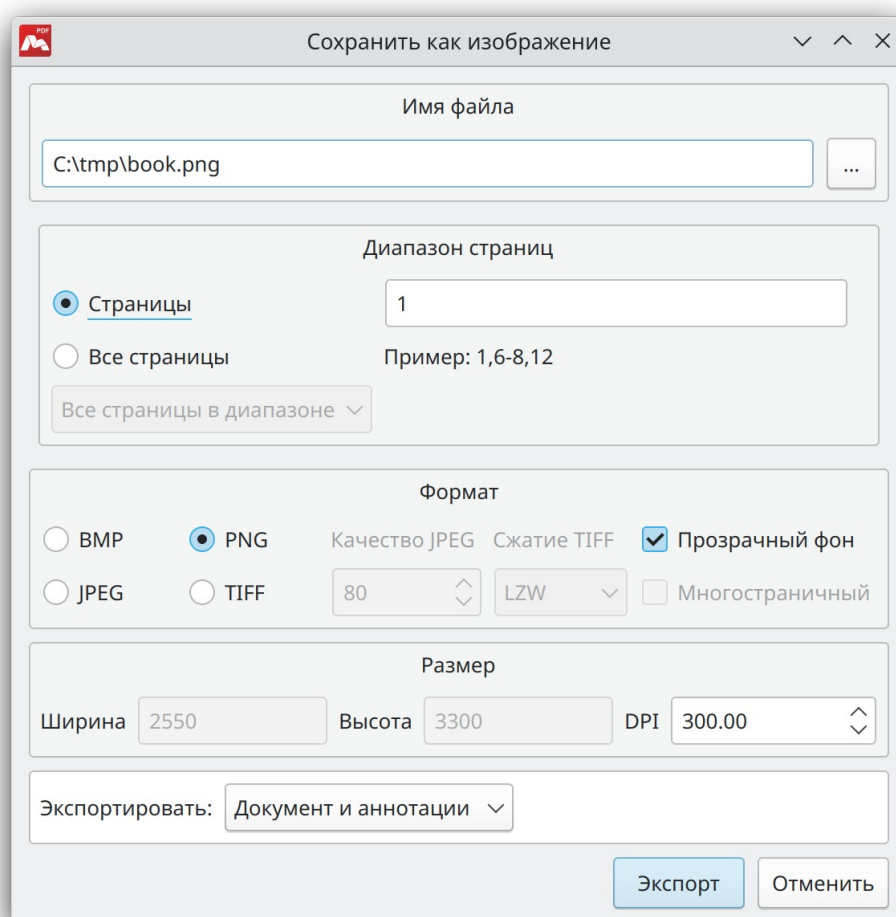 PDF
Сохранить как изображение
Имя файла
C:\tmp\book.png
...
Диапазон страниц
Страницы 1
Все страницы Пример: 1,6-8,12
Все страницы в диапазоне
Формат
BMP PNG Качество JPEG Сжатие TIFF Прозрачный фон
JPEG TIFF 80 LZW Многостраничный
Размер
Ширина 2550 Высота 3300 DPI 300.00
Экспортировать: Документ и аннотации
Экспорт Отменить